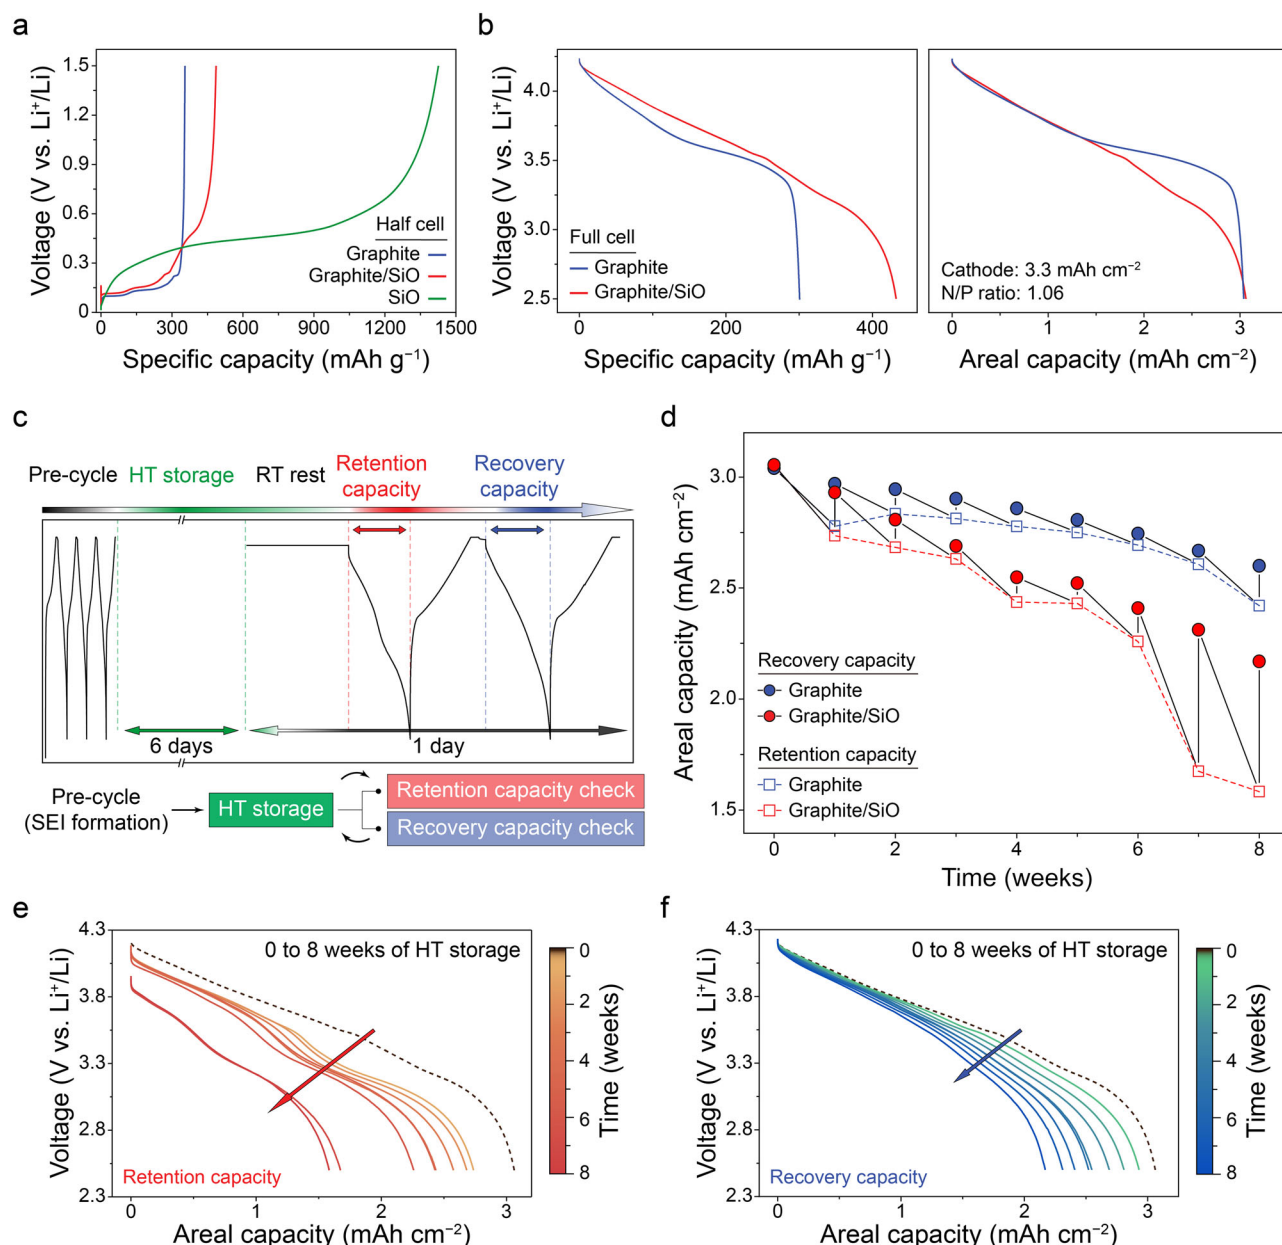 a
Voltage (V vs. Li⁺/Li)
1.5
1.2
0.9
0.6
0.3
0
0
300
600
900
1200
1500
Specific capacity (mAh g⁻¹)
Half cell
Graphite
Graphite/SiO
SiO
b
Voltage (V vs. Li⁺/Li)
4.0
3.5
3.0
2.5
0
200
400
Specific capacity (mAh g⁻¹)
Full cell
Graphite
Graphite/SiO
Cathode: 3.3 mAh cm⁻²
N/P ratio: 1.06
0
1
2
3
Areal capacity (mAh cm⁻²)
c
Pre-cycle
HT storage
RT rest
Retention
capacity
Recovery
capacity
6 days
1 day
Pre-cycle
(SEI formation)
HT storage
Retention capacity check
Recovery capacity check
d
Areal capacity (mAh cm⁻²)
3.0
2.5
2.0
1.5
Recovery capacity
Graphite
Graphite/SiO
Retention capacity
Graphite
Graphite/SiO
0
2
4
6
8
Time (weeks)
e
Voltage (V vs. Li⁺/Li)
4.3
3.8
3.3
2.8
2.3
0 to 8 weeks of HT storage
Retention capacity
0
1
2
3
Areal capacity (mAh cm⁻²)
0
2
4
6
8
Time (weeks)
f
Voltage (V vs. Li⁺/Li)
4.3
3.8
3.3
2.8
2.3
0 to 8 weeks of HT storage
Recovery capacity
0
1
2
3
Areal capacity (mAh cm⁻²)
0
2
4
6
8
Time (weeks)